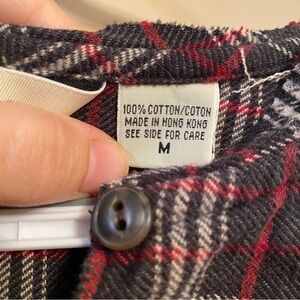 100% COTTON/COTON
MADE IN HONG KONG
SEE SIDE FOR CARE
M